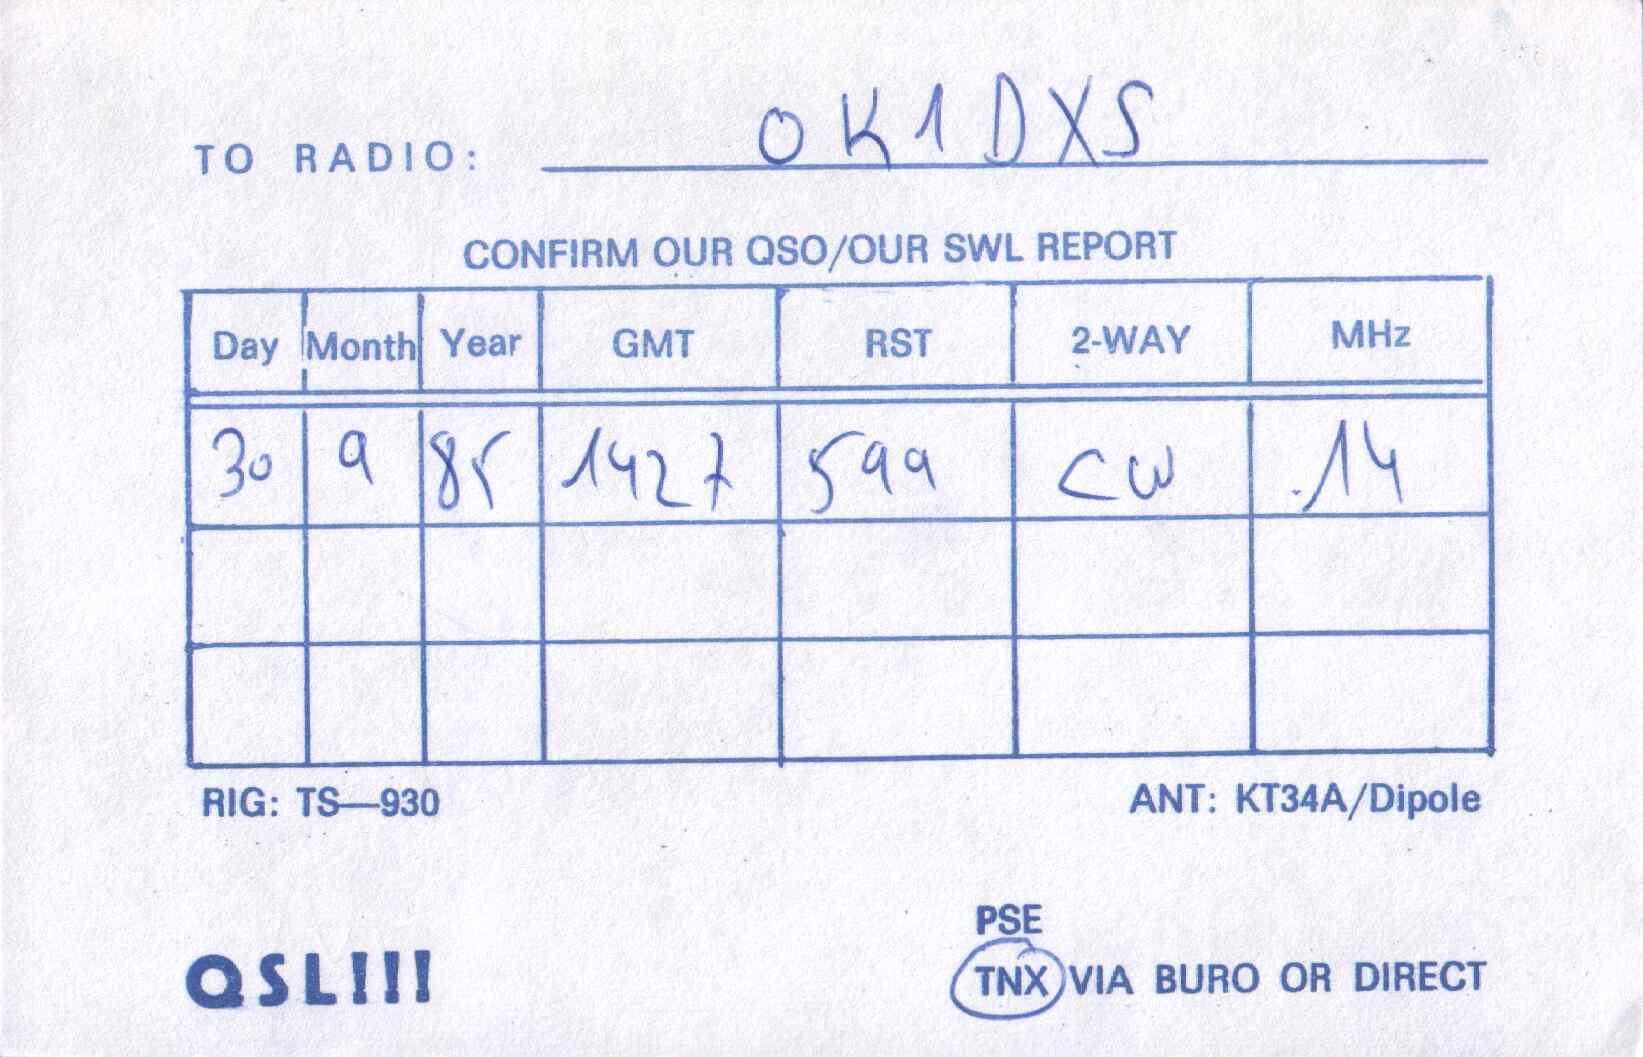 TO RADIO: OK1DXS
CONFIRM OUR QSO/OUR SWL REPORT
Day Month Year GMT RST 2-WAY MHz
30 9 85 1427 599 CW 14
RIG: TS—930 ANT: KT34A/Dipole
PSE
QSL!!! TNX VIA BURO OR DIRECT